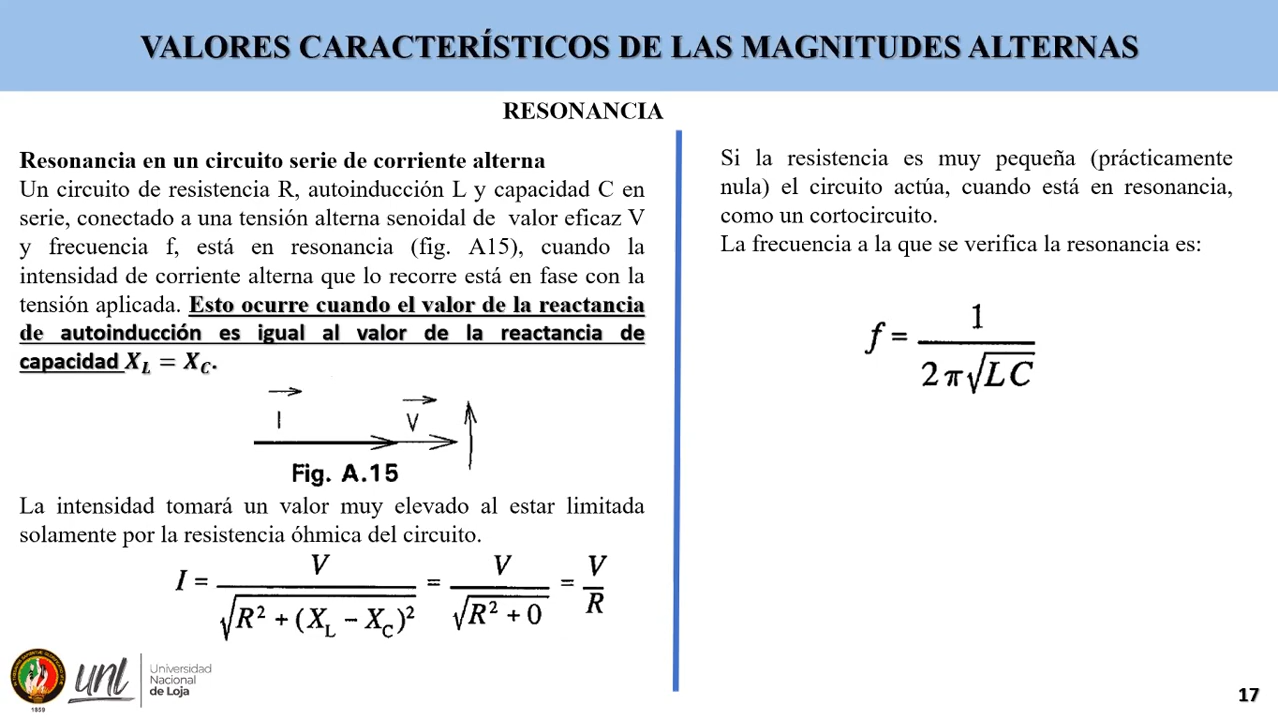 VALORES CARACTERÍSTICOS DE LAS MAGNITUDES ALTERNAS
RESONANCIA
Resonancia en un circuito serie de corriente alterna
Un circuito de resistencia R, autoinducción L y capacidad C en
serie, conectado a una tensión alterna senoidal de valor eficaz V
y frecuencia f, está en resonancia (fig. A15), cuando la
intensidad de corriente alterna que lo recorre está en fase con la
tensión aplicada. Esto ocurre cuando el valor de la reactancia
de autoinducción es igual al valor de la reactancia de
capacidad X_L = X_C.
I V
Fig. A.15
La intensidad tomará un valor muy elevado al estar limitada
solamente por la resistencia óhmica del circuito.
I = V / √(R² + (X_L − X_C)²) = V / √(R² + 0) = V / R
Si la resistencia es muy pequeña (prácticamente
nula) el circuito actúa, cuando está en resonancia,
como un cortocircuito.
La frecuencia a la que se verifica la resonancia es:
f = 1 / (2π√(LC))
unl
Universidad
Nacional
de Loja
1859
17